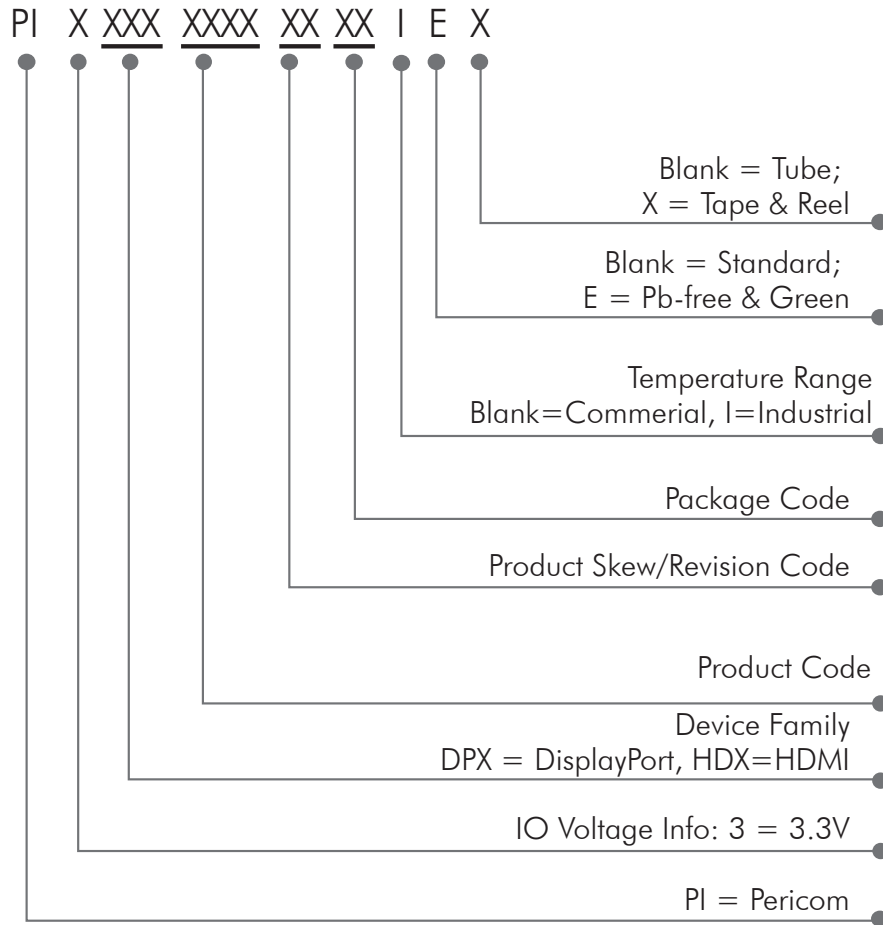 PI X XXX XXXX XX XX I E X
Blank = Tube;
X = Tape & Reel
Blank = Standard;
E = Pb-free & Green
Temperature Range
Blank=Commerial, I=Industrial
Package Code
Product Skew/Revision Code
Product Code
Device Family
DPX = DisplayPort, HDX=HDMI
IO Voltage Info: 3 = 3.3V
PI = Pericom